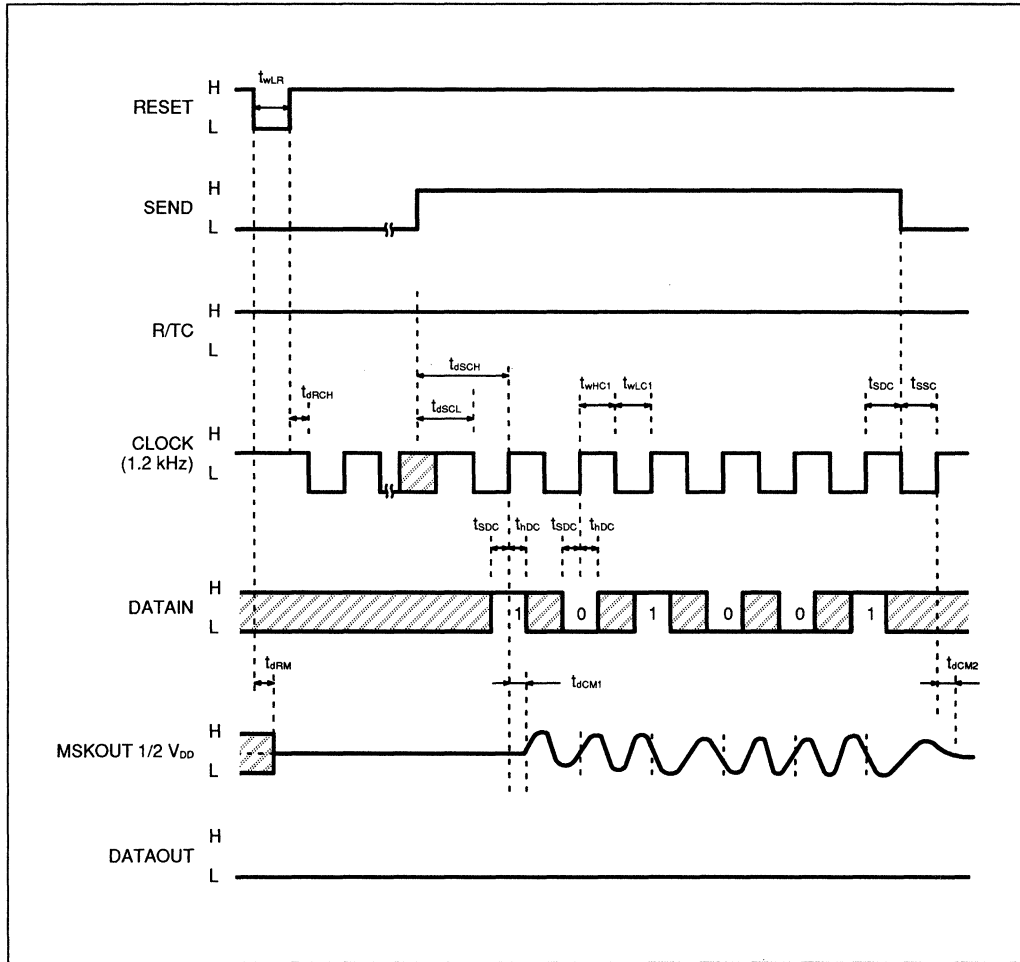 t_wLR
H
RESET
L
H
SEND
L
H
R/TC
L
t_dSCH
t_wHC1 t_wLC1 t_SDC t_SSC
t_dRCH
t_dSCL
H
CLOCK
(1.2 kHz) L
t_SDC t_hDC t_SDC t_hDC
H
DATAIN 1 0 1 0 0 1
L
t_dRM
t_dCM1 t_dCM2
H
MSKOUT 1/2 V_DD
L
H
DATAOUT
L